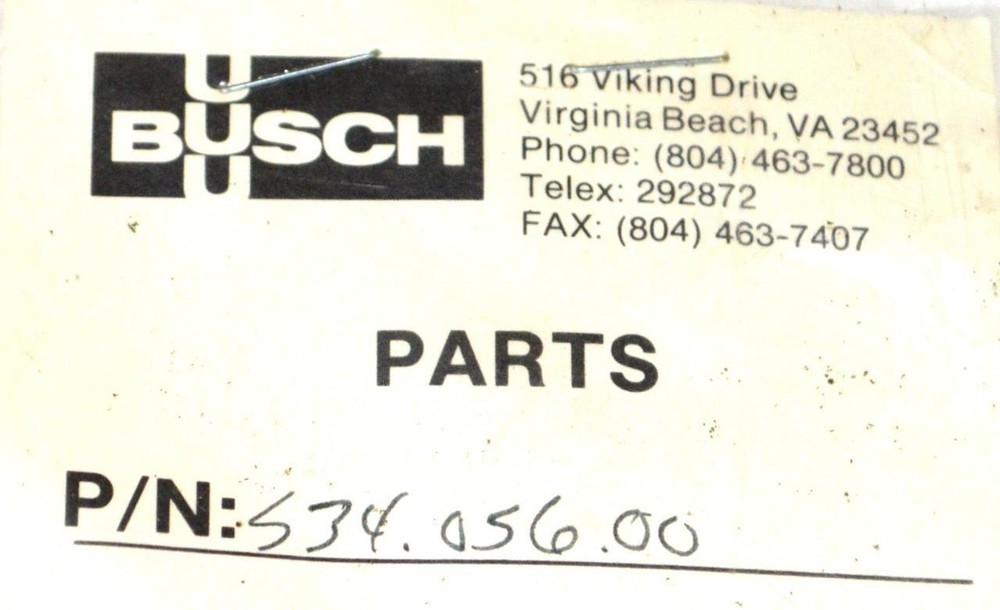 BUSCH
516 Viking Drive
Virginia Beach, VA 23452
Phone: (804) 463-7800
Telex: 292872
FAX: (804) 463-7407
PARTS
P/N: 534.056.00